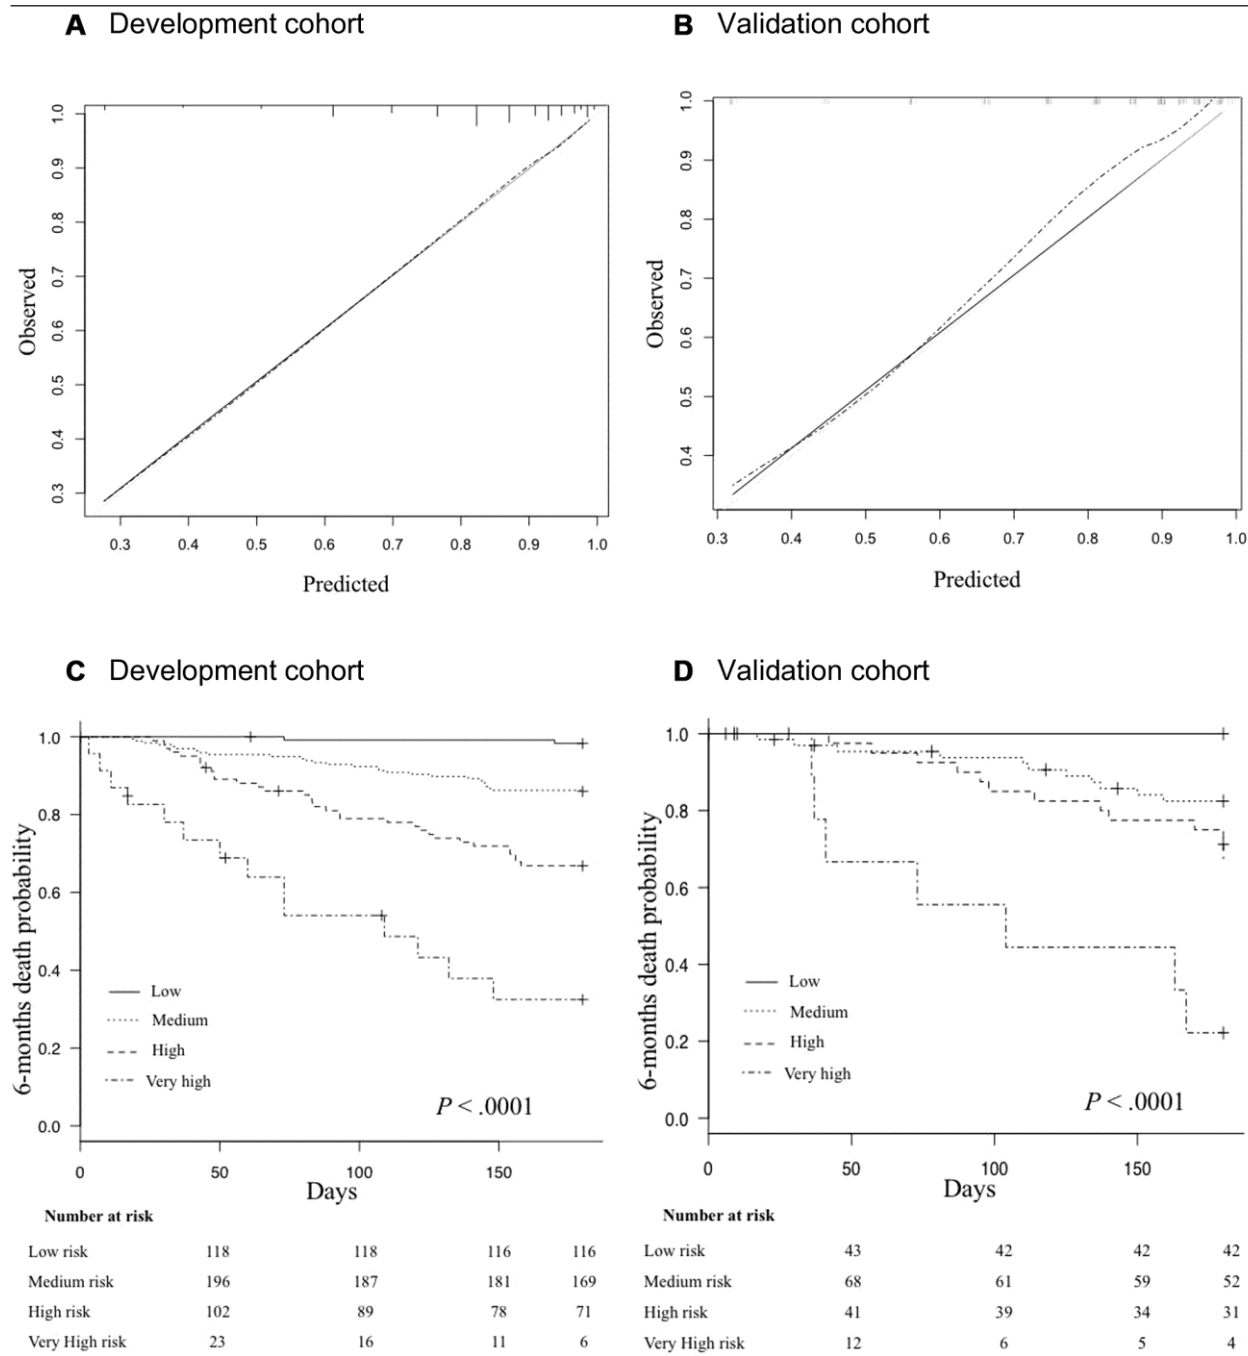 A Development cohort
B Validation cohort
Observed
1.0
0.9
0.8
0.7
0.6
0.5
0.4
0.3
0.3 0.4 0.5 0.6 0.7 0.8 0.9 1.0
Predicted
Observed
1.0
0.9
0.8
0.7
0.6
0.5
0.4
0.3 0.4 0.5 0.6 0.7 0.8 0.9 1.0
Predicted
C Development cohort
D Validation cohort
6-months death probability
1.0
0.8
0.6
0.4
0.2
0.0
Low
Medium
High
Very high
P < .0001
0 50 100 150
Days
Number at risk
Low risk 118 118 116 116
Medium risk 196 187 181 169
High risk 102 89 78 71
Very High risk 23 16 11 6
6-months death probability
1.0
0.8
0.6
0.4
0.2
0.0
Low
Medium
High
Very high
P < .0001
0 50 100 150
Days
Number at risk
Low risk 43 42 42 42
Medium risk 68 61 59 52
High risk 41 39 34 31
Very High risk 12 6 5 4